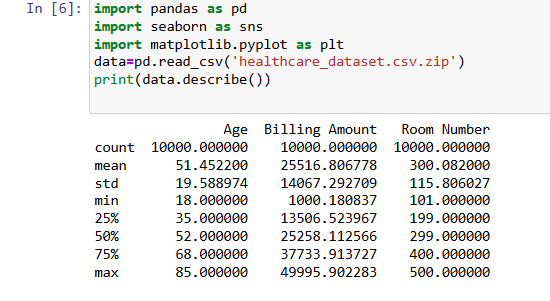 In [6]: import pandas as pd
import seaborn as sns
import matplotlib.pyplot as plt
data=pd.read_csv('healthcare_dataset.csv.zip')
print(data.describe())
Age Billing Amount Room Number
count 10000.000000 10000.000000 10000.000000
mean 51.452200 25516.806778 300.082000
std 19.588974 14067.292709 115.806027
min 18.000000 1000.180837 101.000000
25% 35.000000 13506.523967 199.000000
50% 52.000000 25258.112566 299.000000
75% 68.000000 37733.913727 400.000000
max 85.000000 49995.902283 500.000000